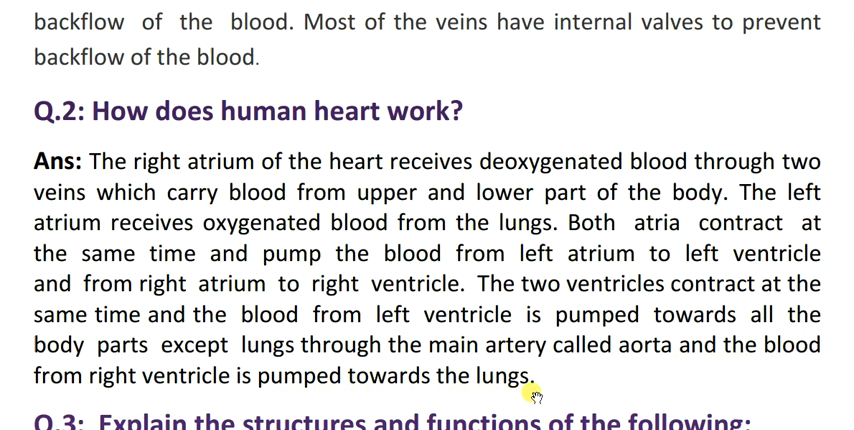 backflow of the blood. Most of the veins have internal valves to prevent
backflow of the blood.
Q.2: How does human heart work?
Ans: The right atrium of the heart receives deoxygenated blood through two
veins which carry blood from upper and lower part of the body. The left
atrium receives oxygenated blood from the lungs. Both atria contract at
the same time and pump the blood from left atrium to left ventricle
and from right atrium to right ventricle. The two ventricles contract at the
same time and the blood from left ventricle is pumped towards all the
body parts except lungs through the main artery called aorta and the blood
from right ventricle is pumped towards the lungs.
Q.3: Explain the structures and functions of the following: